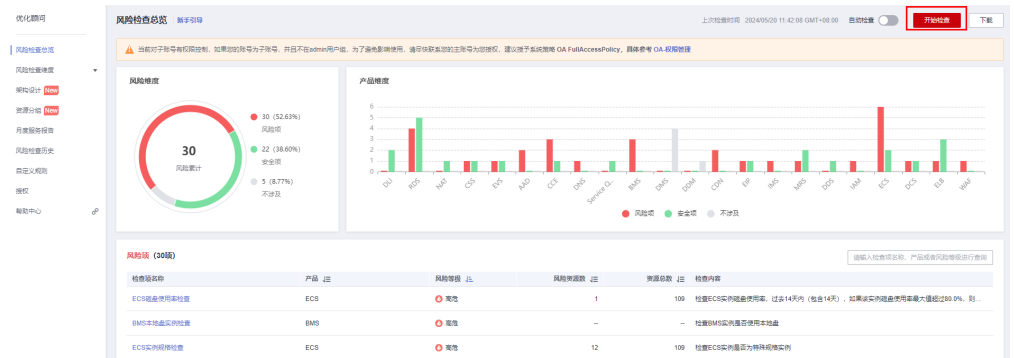 优化顾问
风险检查总览
风险检查维度
架构设计 New
资源分组 New
月度服务报告
风险检查历史
自定义规则
授权
帮助中心
风险检查总览 新手引导
上次检查时间 2024/05/20 11:42:08 GMT+08:00 自动检查 开始检查 下载
当前对子账号有权限控制，如果您的账号为子账号、并且不在admin用户组、为了避免影响使用，请尽快联系您的主账号为您授权，建议授予系统策略 OA FullAccessPolicy，具体参考 OA-权限管理
风险维度
30
风险累计
30 (52.63%)
风险项
22 (38.60%)
安全项
5 (8.77%)
不涉及
产品维度
6
5
4
3
2
1
0
DLI RDS NAT CSS EVS AAD CCE DNS Service Q... BMS DMS DDM CDN EIP IMS MRS DDS IAM ECS DCS ELB WAF
风险项 安全项 不涉及
风险项 (30项)
请输入检查项名称、产品或者风险等级进行查询
检查项名称 产品 风险等级 风险资源数 资源总数 检查内容
ECS磁盘使用率检查 ECS 高危 1 109 检查ECS实例磁盘使用率，过去14天内（包含14天），如果该实例磁盘使用率最大值超过80.0%，则...
BMS本地盘实例检查 BMS 高危 -- -- 检查BMS实例是否使用本地盘
ECS实例规格检查 ECS 高危 12 109 检查ECS实例是否为特殊规格实例